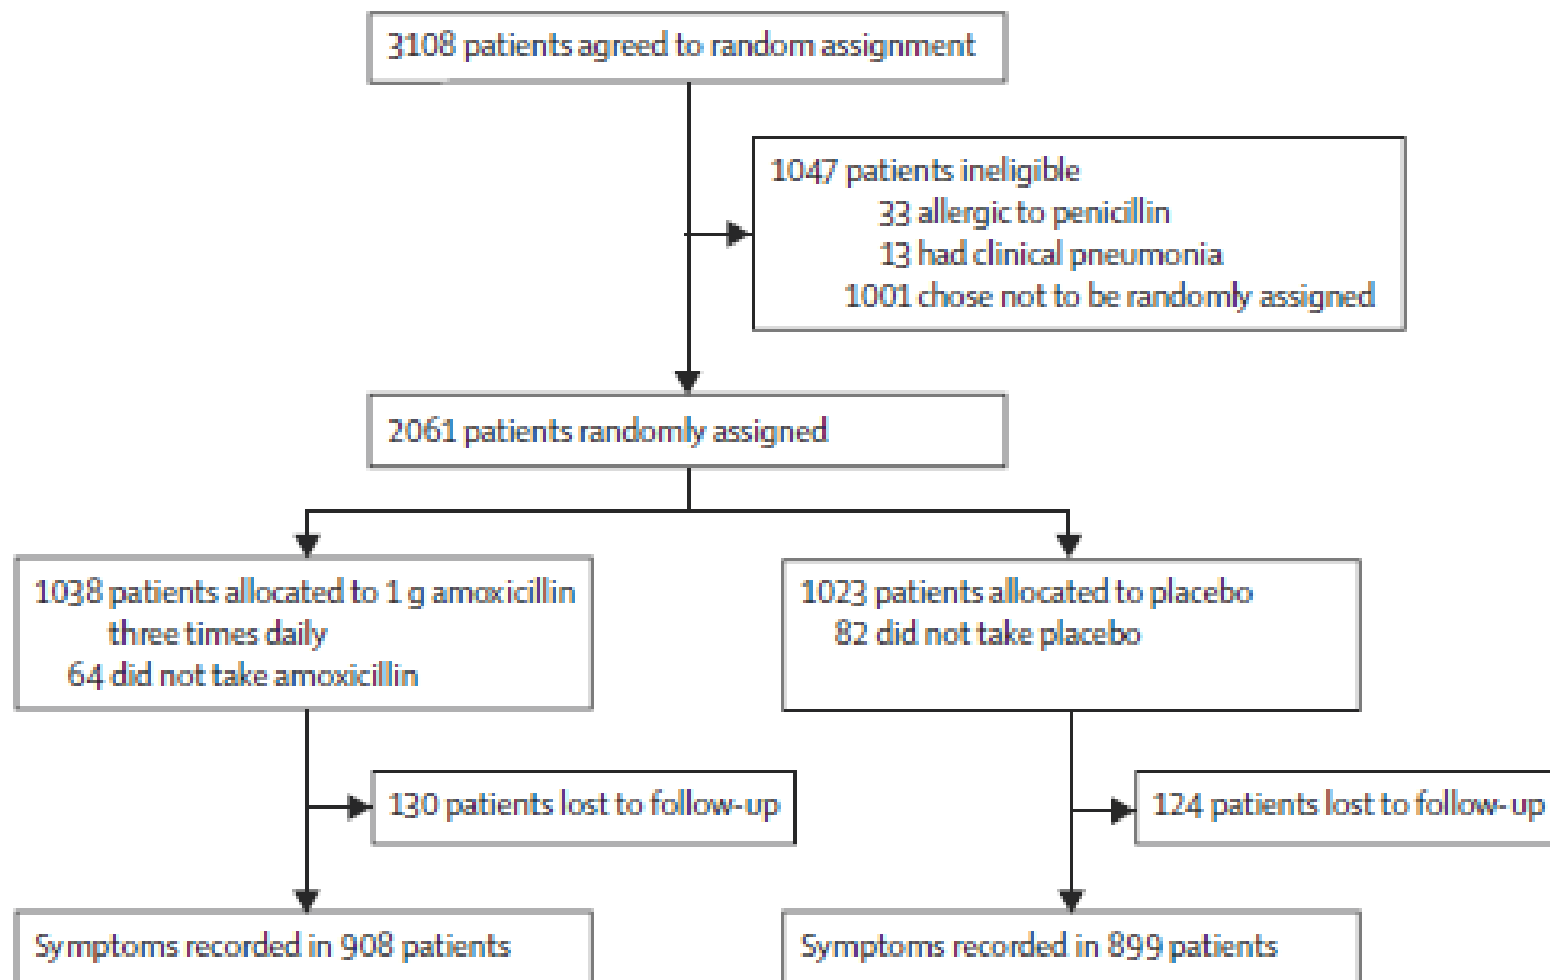 3108 patients agreed to random assignment
1047 patients ineligible
33 allergic to penicillin
13 had clinical pneumonia
1001 chose not to be randomly assigned
2061 patients randomly assigned
1038 patients allocated to 1 g amoxicillin
three times daily
64 did not take amoxicillin
1023 patients allocated to placebo
82 did not take placebo
130 patients lost to follow-up
124 patients lost to follow-up
Symptoms recorded in 908 patients
Symptoms recorded in 899 patients